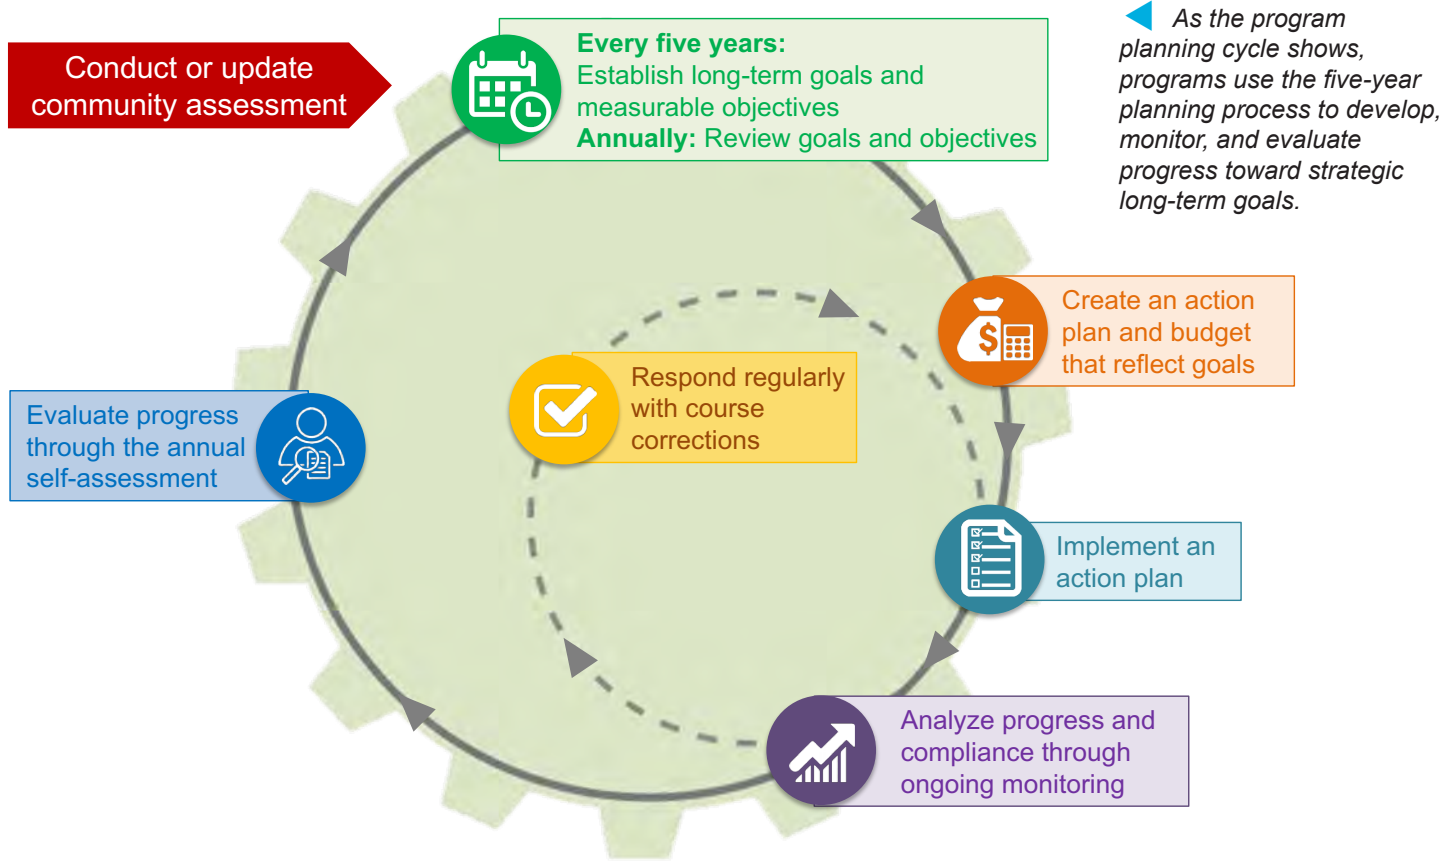 Conduct or update
community assessment
Every five years:
Establish long-term goals and
measurable objectives
Annually: Review goals and objectives
As the program
planning cycle shows,
programs use the five-year
planning process to develop,
monitor, and evaluate
progress toward strategic
long-term goals.
Create an action
plan and budget
that reflect goals
$
Respond regularly
with course
corrections
Evaluate progress
through the annual
self-assessment
Implement an
action plan
Analyze progress and
compliance through
ongoing monitoring